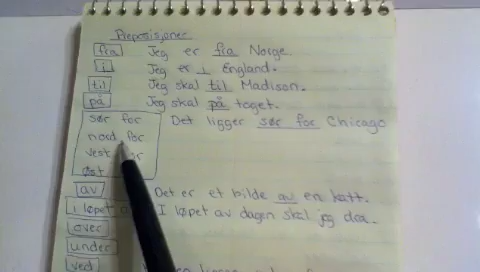 Preposisjoner
fra Jeg er fra Norge.
i Jeg er i England.
til Jeg skal til Madison.
på Jeg skal på toget.
sør for Det ligger sør for Chicago
nord for
vest
øst
av Det er et bilde av en katt.
i løpet I løpet av dagen skal jeg dra.
over
under
ved